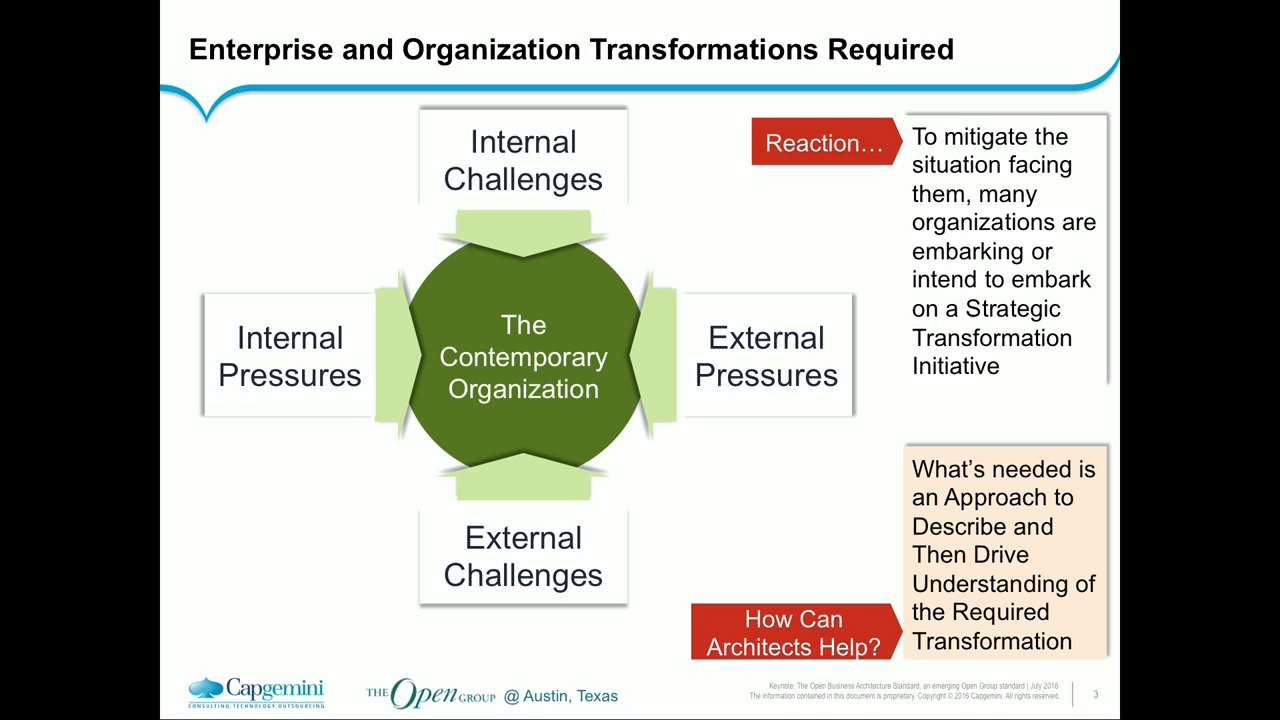 Enterprise and Organization Transformations Required
Internal
Challenges
Internal
Pressures
The
Contemporary
Organization
External
Pressures
External
Challenges
Reaction…
To mitigate the
situation facing
them, many
organizations are
embarking or
intend to embark
on a Strategic
Transformation
Initiative
What’s needed is
an Approach to
Describe and
Then Drive
Understanding of
the Required
Transformation
How Can
Architects Help?
Capgemini
CONSULTING.TECHNOLOGY.OUTSOURCING
THE Open GROUP @ Austin, Texas
Keynote: The Open Business Architecture Standard, an emerging Open Group standard | July 2016
The information contained in this document is proprietary. Copyright © 2016 Capgemini. All rights reserved.
3